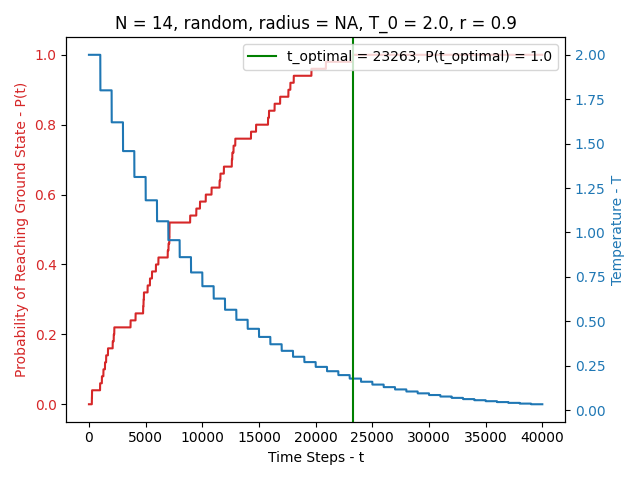 N = 14, random, radius = NA, T_0 = 2.0, r = 0.9
t_optimal = 23263, P(t_optimal) = 1.0
Probability of Reaching Ground State - P(t)
1.0
0.8
0.6
0.4
0.2
0.0
2.00
1.75
1.50
1.25
1.00
0.75
0.50
0.25
0.00
Temperature - T
0 5000 10000 15000 20000 25000 30000 35000 40000
Time Steps - t